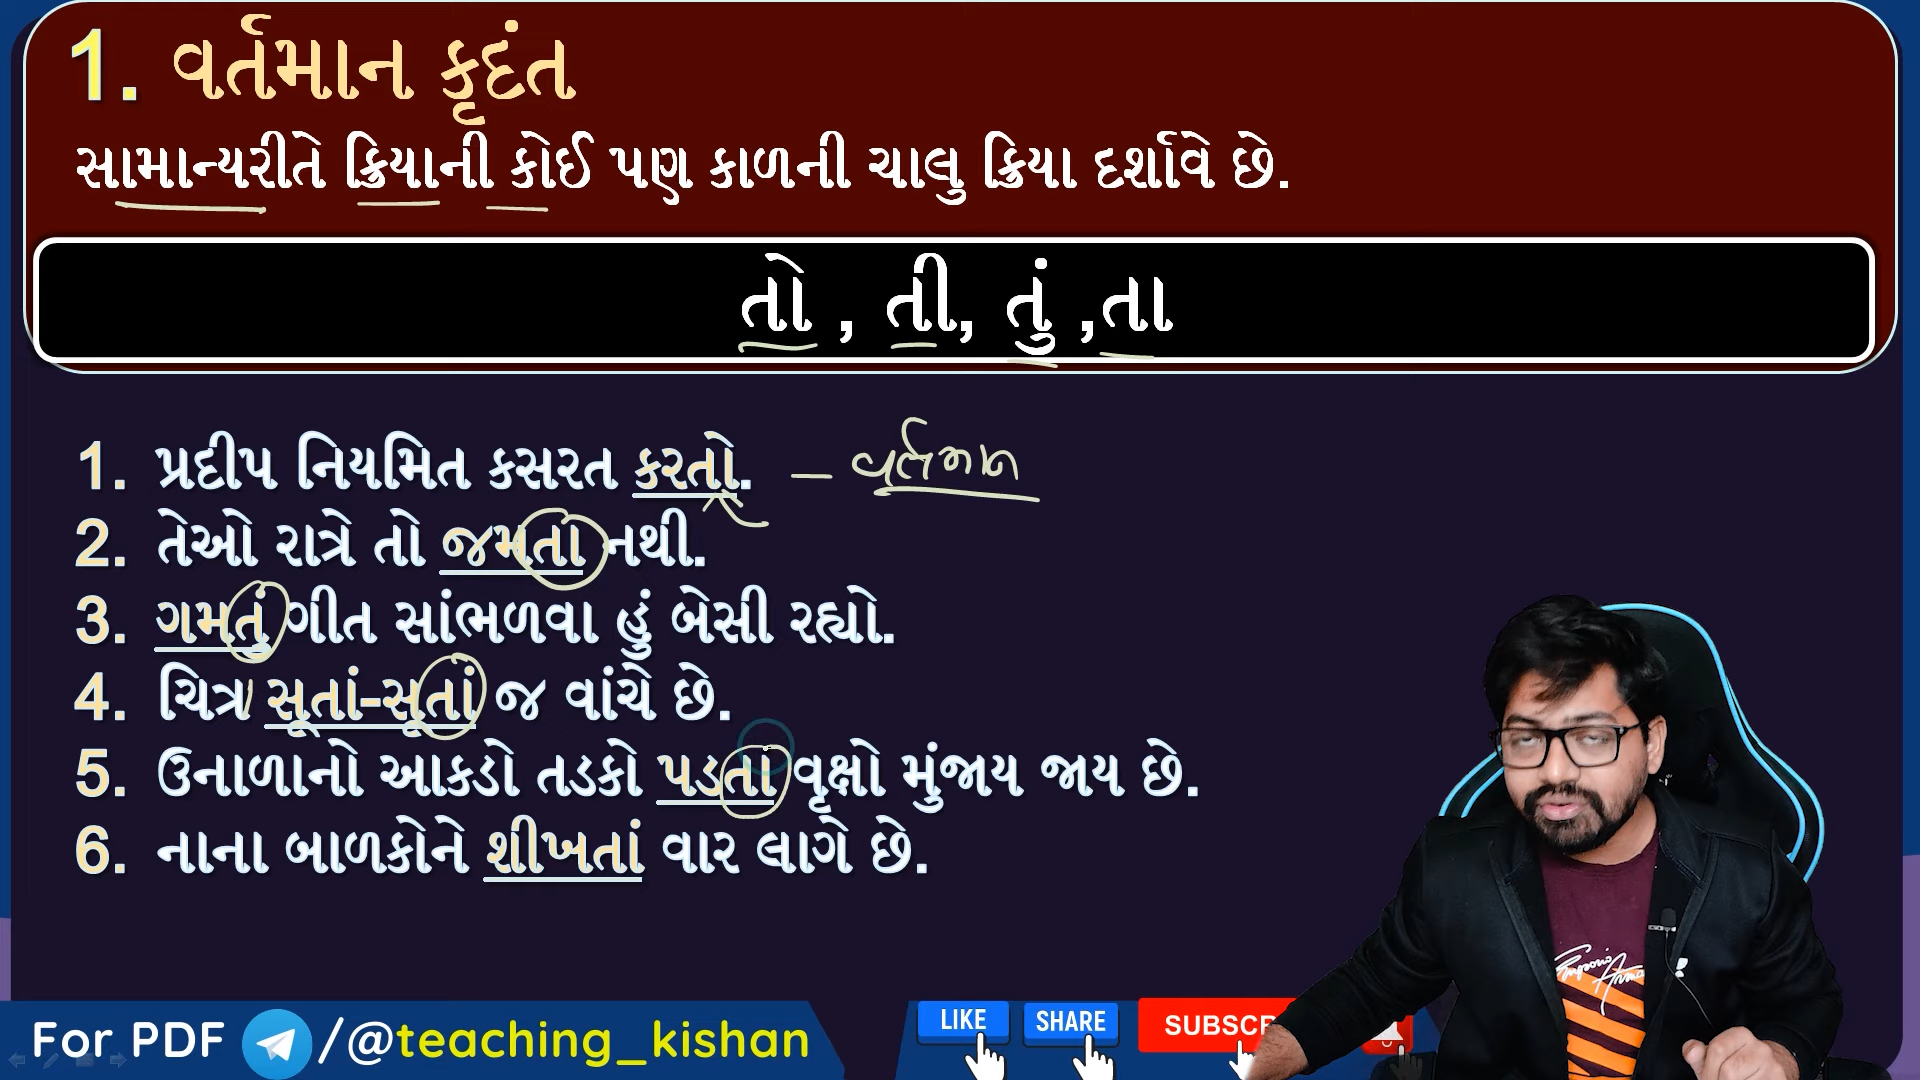 1. વર્તમાન કૃદંત
સામાન્યરીતે ક્રિયાની કોઈ પણ કાળની ચાલુ ક્રિયા દર્શાવે છે.
તો , તી, તું ,તા
1. પ્રદીપ નિયમિત કસરત કરતો. – વર્તમાન
2. તેઓ રાત્રે તો જમતા નથી.
3. ગમતું ગીત સાંભળવા હું બેસી રહ્યો.
4. ચિત્રા સૂતાં-સૂતાં જ વાંચે છે.
5. ઉનાળાનો આકડો તડકો પડતાં વૃક્ષો મુંજાય જાય છે.
6. નાના બાળકોને શીખતાં વાર લાગે છે.
For PDF /@teaching_kishan LIKE SHARE